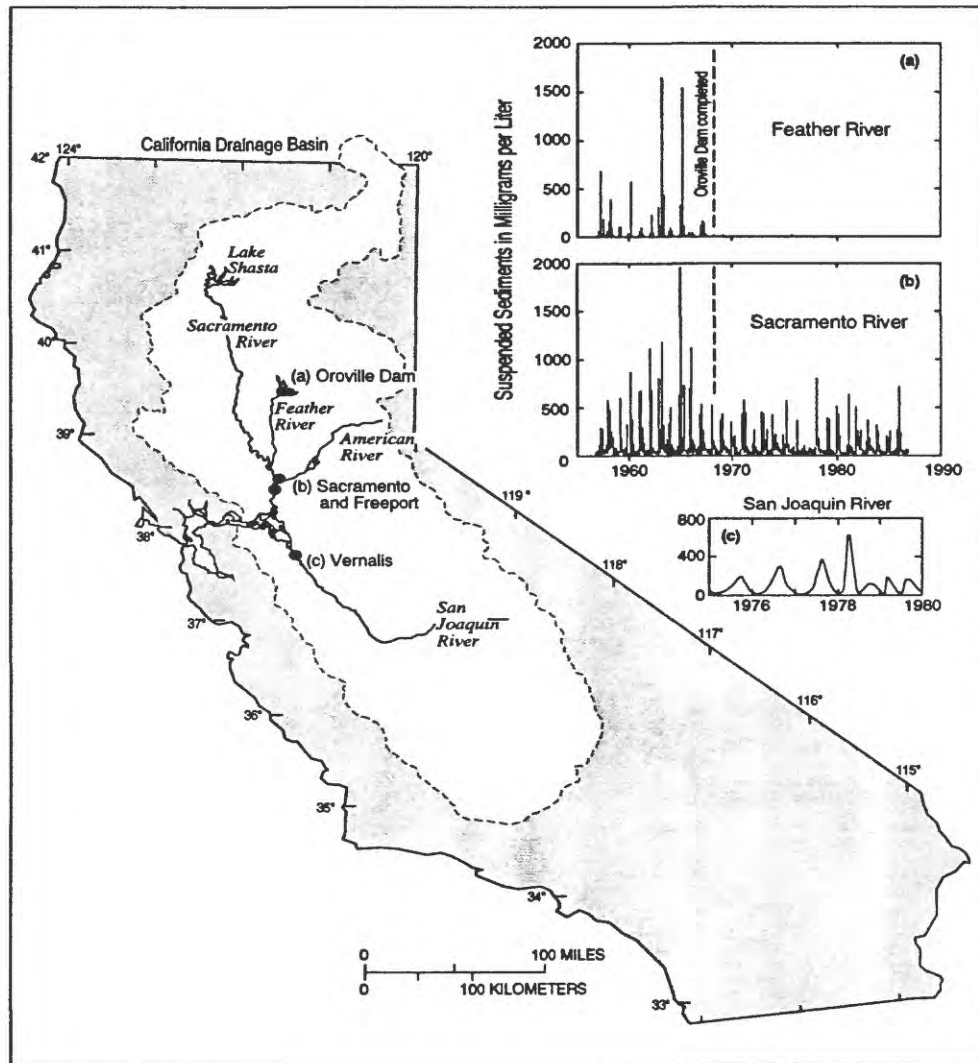 California Drainage Basin
42° 124°
120°
41°
40°
39°
38°
37°
36°
35°
34°
33°
119°
118°
117°
116°
115°
Lake
Shasta
Sacramento
River
(a) Oroville Dam
Feather
River
American
River
(b) Sacramento
and Freeport
(c) Vernalis
San
Joaquin
River
0 100 MILES
0 100 KILOMETERS
Suspended Sediments in Milligrams per Liter
2000
1500
1000
500
0
Oroville Dam completed
(a)
Feather River
2000
1500
1000
500
0
(b)
Sacramento River
1960 1970 1980 1990
San Joaquin River
800
400
0
(c)
1976 1978 1980